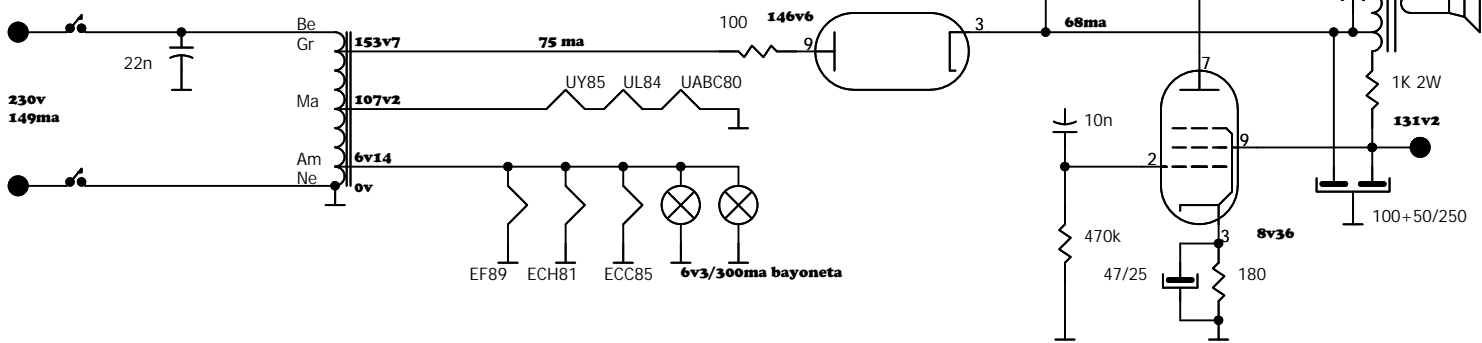 Be
Gr
22n
Ma
230v
149ma
Am
Ne
153v7
75 ma
100
146v6
9
3
68ma
107v2
UY85
UL84
UABC80
6v14
0v
EF89
ECH81
ECC85
6v3/300ma bayoneta
7
10n
2
9
1K 2W
131v2
470k
3
8v36
47/25
180
100+50/250